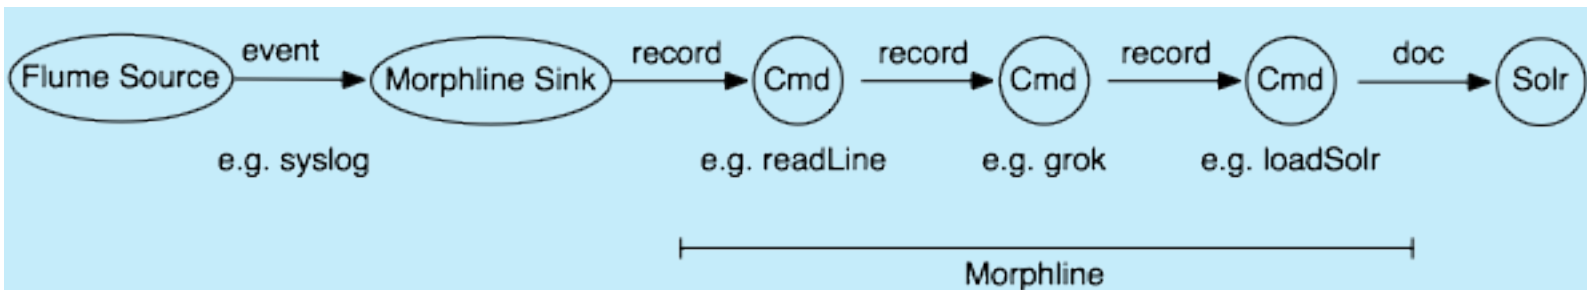 event record record record doc
Flume Source Morphline Sink Cmd Cmd Cmd Solr
e.g. syslog e.g. readLine e.g. grok e.g. loadSolr
Morphline